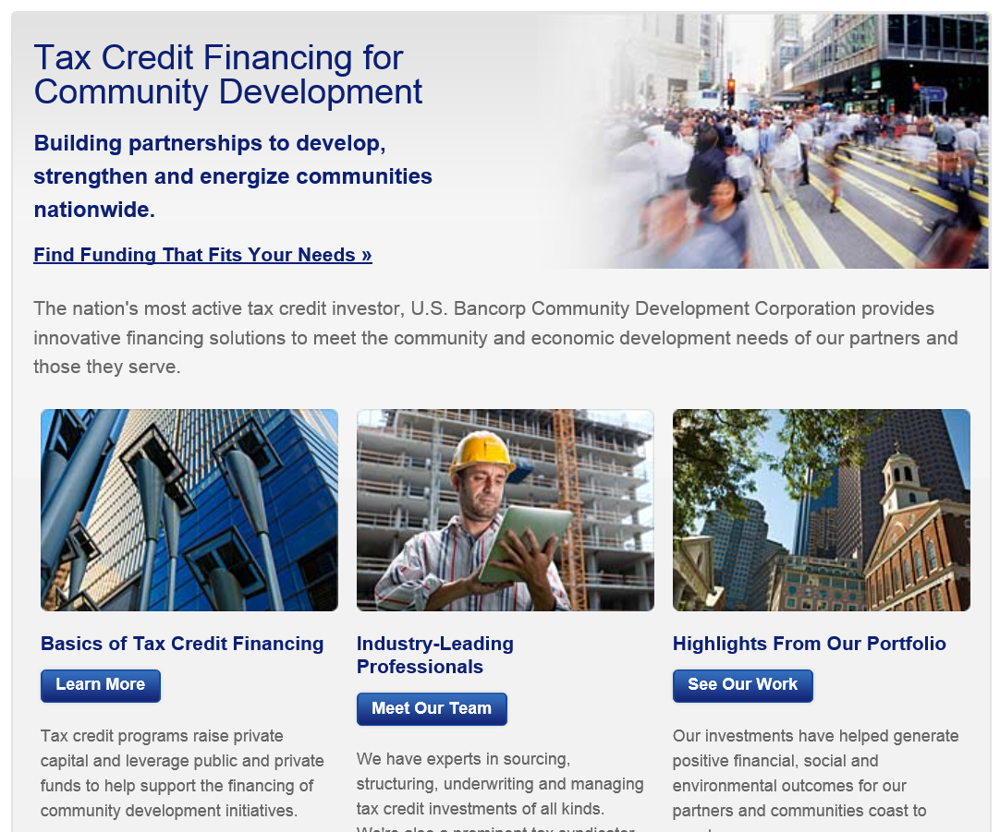 Tax Credit Financing for
Community Development
Building partnerships to develop,
strengthen and energize communities
nationwide.
Find Funding That Fits Your Needs »
The nation's most active tax credit investor, U.S. Bancorp Community Development Corporation provides
innovative financing solutions to meet the community and economic development needs of our partners and
those they serve.
Basics of Tax Credit Financing
Learn More
Tax credit programs raise private
capital and leverage public and private
funds to help support the financing of
community development initiatives.
Industry-Leading
Professionals
Meet Our Team
We have experts in sourcing,
structuring, underwriting and managing
tax credit investments of all kinds.
We're also a prominent tax syndicator
Highlights From Our Portfolio
See Our Work
Our investments have helped generate
positive financial, social and
environmental outcomes for our
partners and communities coast to